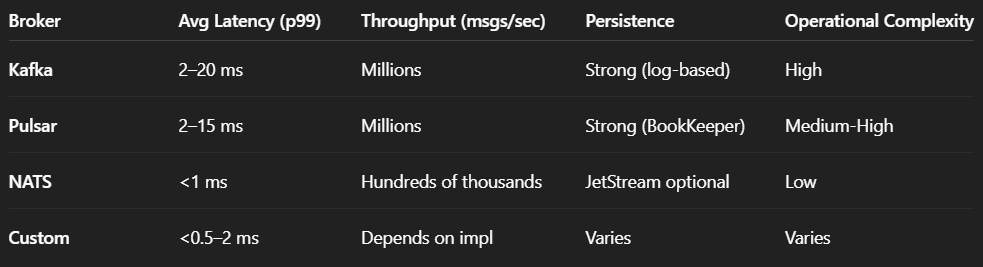 Broker Avg Latency (p99) Throughput (msgs/sec) Persistence Operational Complexity
Kafka 2–20 ms Millions Strong (log-based) High
Pulsar 2–15 ms Millions Strong (BookKeeper) Medium-High
NATS <1 ms Hundreds of thousands JetStream optional Low
Custom <0.5–2 ms Depends on impl Varies Varies